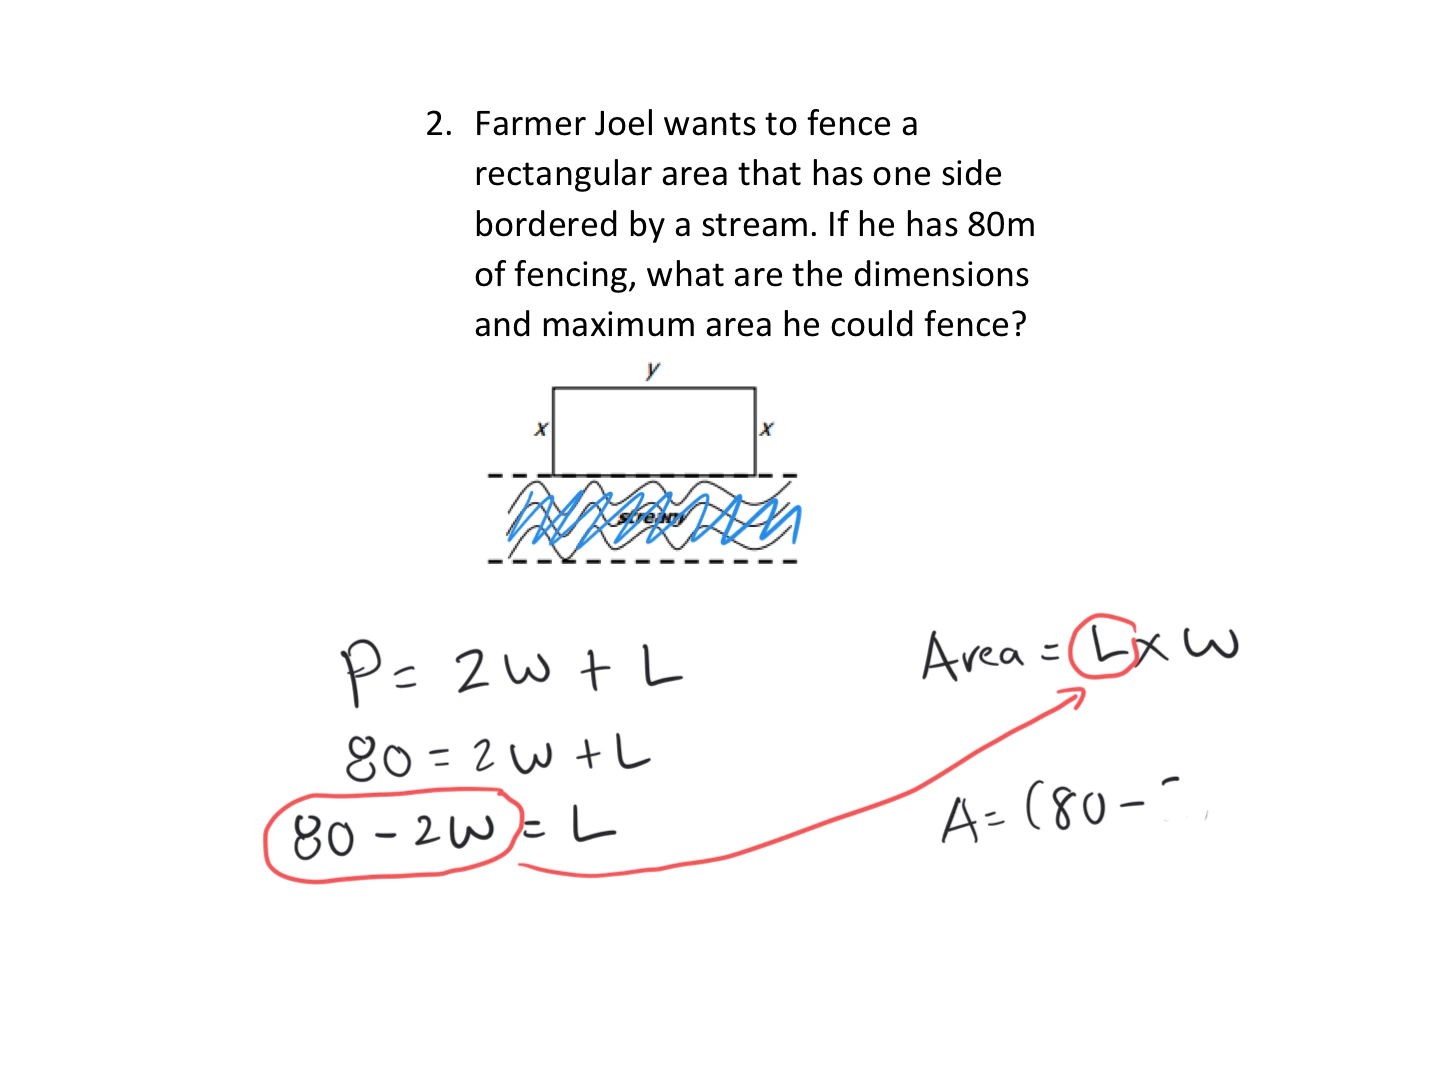 2. Farmer Joel wants to fence a
rectangular area that has one side
bordered by a stream. If he has 80m
of fencing, what are the dimensions
and maximum area he could fence?
y
x x
stream
P = 2W + L
80 = 2W + L
80 - 2W = L
Area = L x W
A = (80 -